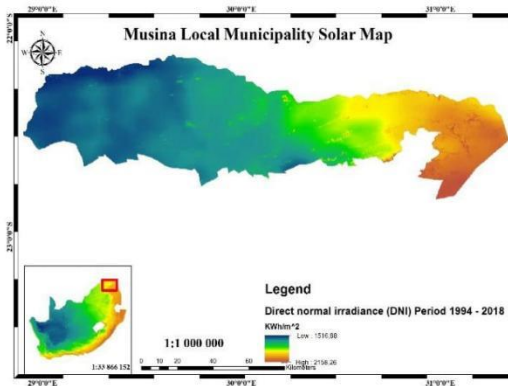 29°0'0"E 30°0'0"E 31°0'0"E
22°0'0"S
Musina Local Municipality Solar Map
N
W E
S
23°0'0"S
Legend
Direct normal irradiance (DNI) Period 1994 - 2018
KWh/m^2
Low : 1516.98
High : 2158.26
1:1 000 000
1:33 866 152
0 10 20 40 60 80
Kilometers
29°0'0"E 30°0'0"E 31°0'0"E